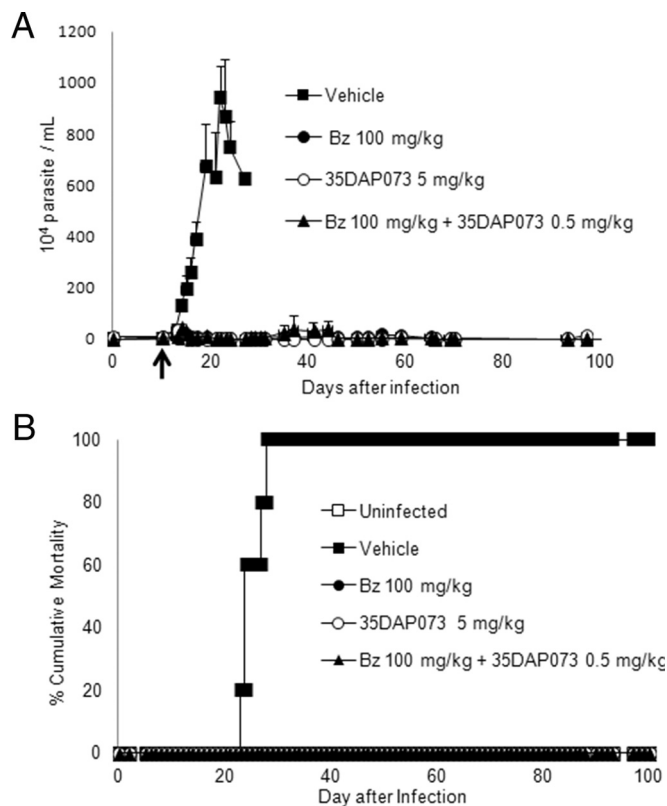 A
1200
1000
800
600
400
200
0
10⁴ parasite / mL
Vehicle
Bz 100 mg/kg
35DAP073 5 mg/kg
Bz 100 mg/kg + 35DAP073 0.5 mg/kg
0 20 40 60 80 100
Days after infection
B
100
80
60
40
20
0
% Cumulative Mortality
Uninfected
Vehicle
Bz 100 mg/kg
35DAP073 5 mg/kg
Bz 100 mg/kg + 35DAP073 0.5 mg/kg
0 20 40 60 80 100
Day after Infection